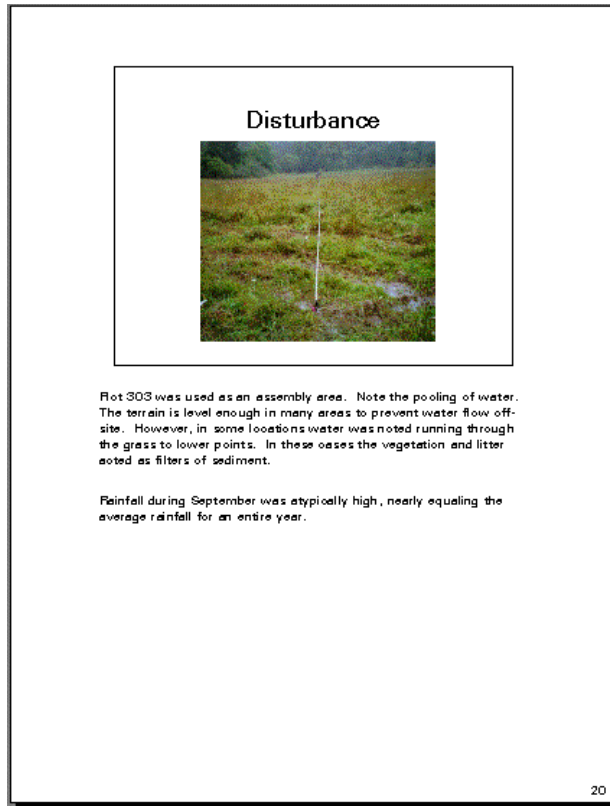 Disturbance
Plot 303 was used as an assembly area. Note the pooling of water.
The terrain is level enough in many areas to prevent water flow off-
site. However, in some locations water was noted running through
the grass to lower points. In these cases the vegetation and litter
acted as filters of sediment.
Rainfall during September was atypically high, nearly equaling the
average rainfall for an entire year.
20